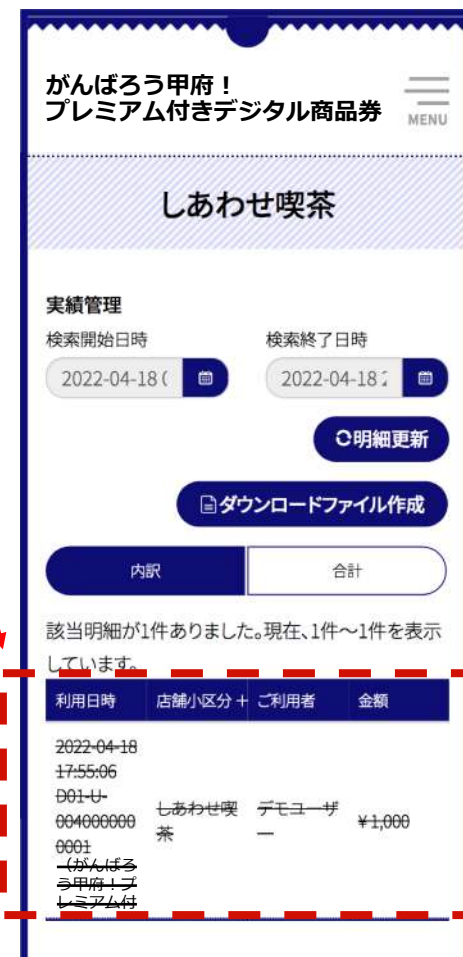 がんばろう甲府！
プレミアム付きデジタル商品券
MENU
しあわせ喫茶
実績管理
検索開始日時 検索終了日時
2022-04-18 2022-04-18
明細更新
ダウンロードファイル作成
内訳 合計
該当明細が1件ありました。現在、1件～1件を表示
しています。
利用日時 店舗小区分＋ ご利用者 金額
2022-04-18
17:55:06
D01-U-
004000000
0001
（がんばろ
う甲府！プ
レミアム付
しあわせ喫
茶
デモユーザ
ー
￥1,000